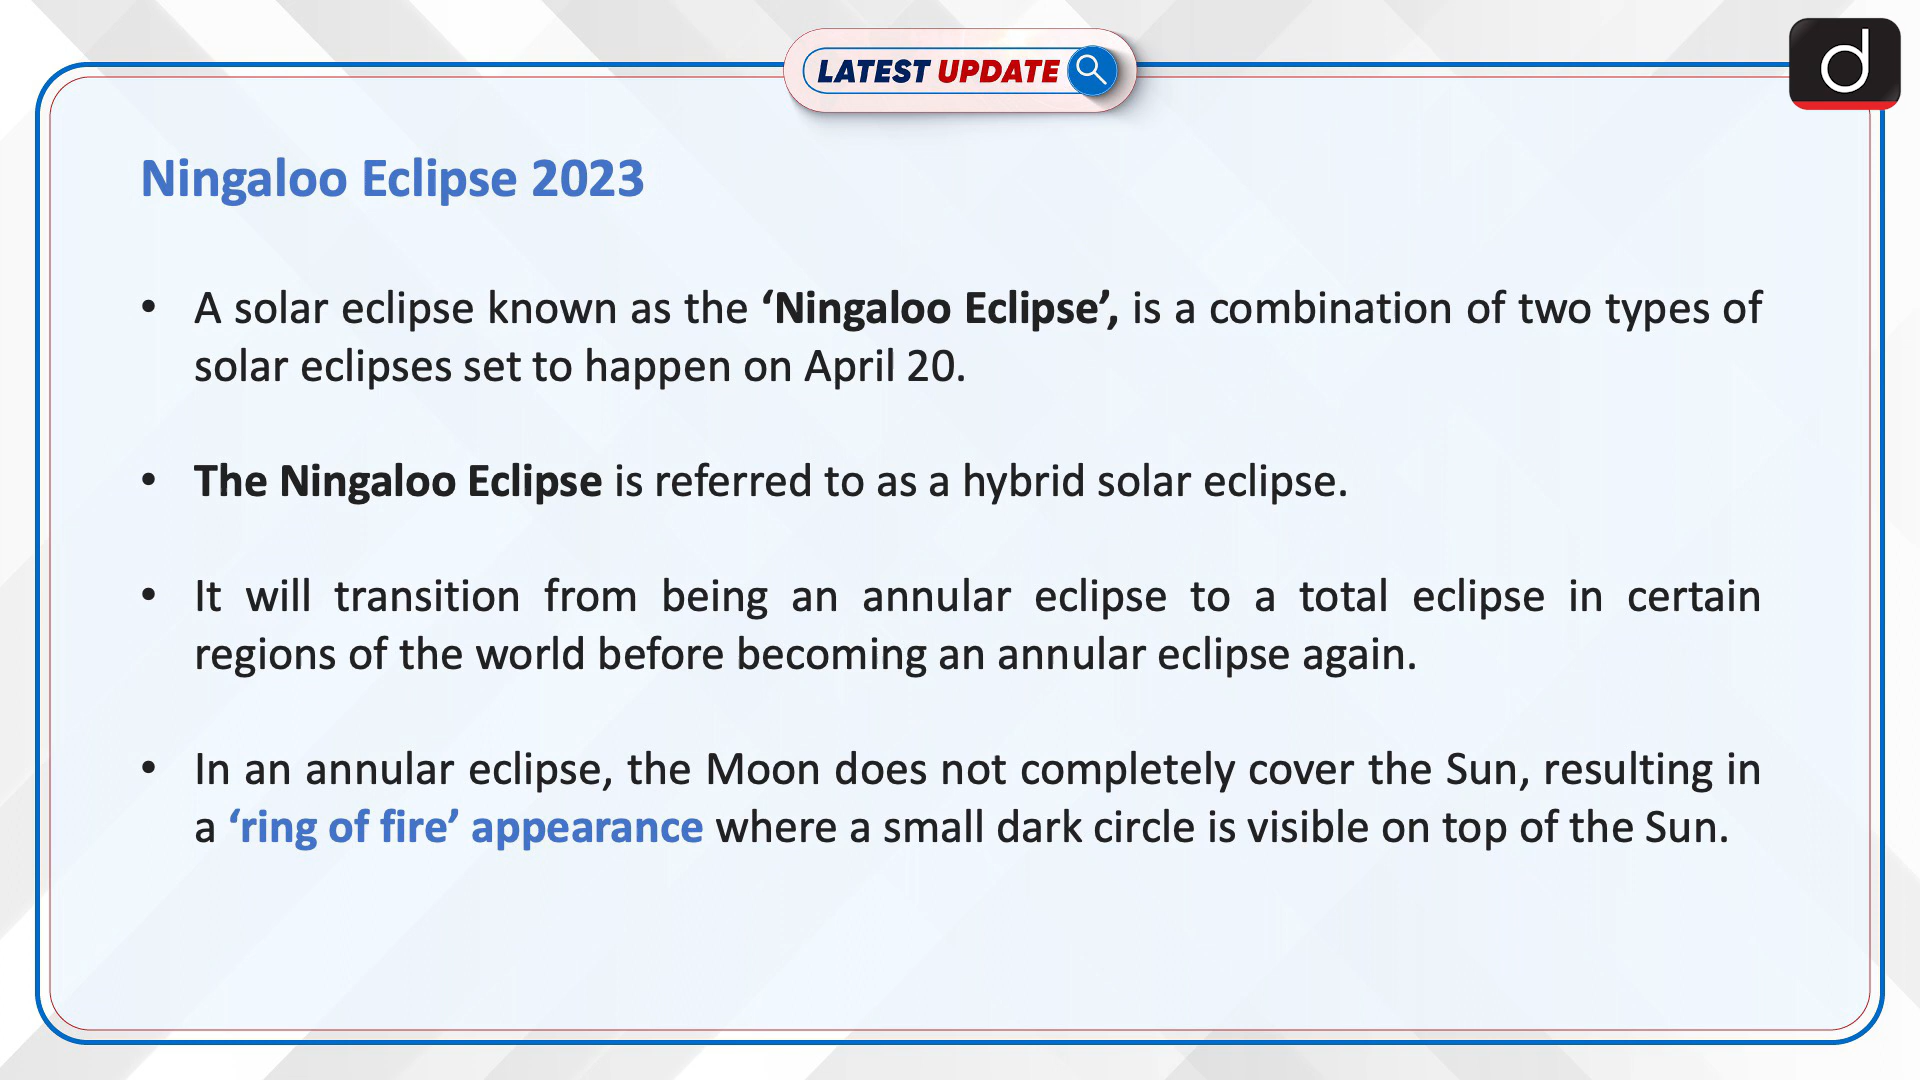 LATEST UPDATE
d
Ningaloo Eclipse 2023
• A solar eclipse known as the ‘Ningaloo Eclipse’, is a combination of two types of
solar eclipses set to happen on April 20.
• The Ningaloo Eclipse is referred to as a hybrid solar eclipse.
• It will transition from being an annular eclipse to a total eclipse in certain
regions of the world before becoming an annular eclipse again.
• In an annular eclipse, the Moon does not completely cover the Sun, resulting in
a ‘ring of fire’ appearance where a small dark circle is visible on top of the Sun.